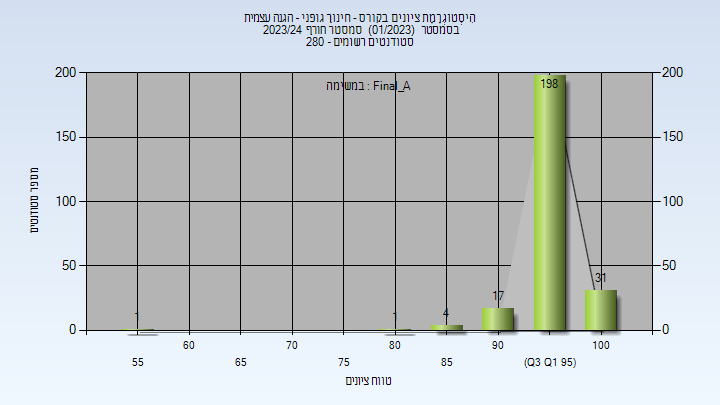 היסטוגרמת ציונים בקורס - חינוך גופני - הגנה עצמית
בסמסטר (01/2023) סמסטר חורף 2023/24
סטודנטים רשומים - 280
במשימה : Final_A
200 200
150 150
100 100
50 50
0 0
מספר סטודנטים
1 1 4 17 198 31
60 70 80 90 100
55 65 75 85 (Q3 Q1 95)
טווח ציונים